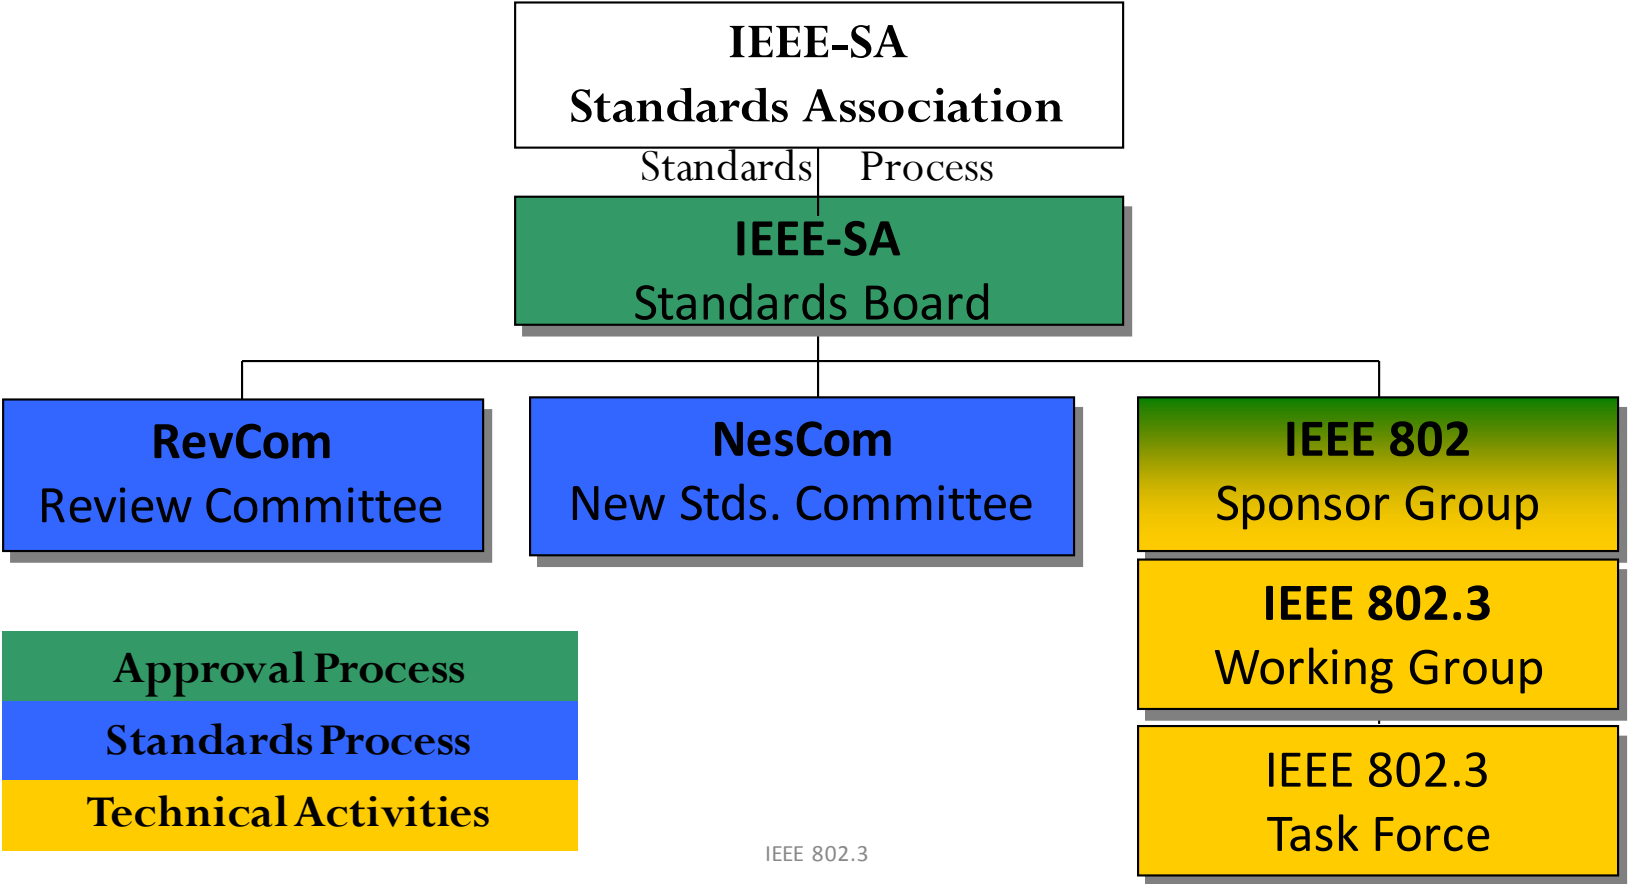 IEEE-SA
Standards Association
Standards Process
IEEE-SA
Standards Board
RevCom
Review Committee
NesCom
New Stds. Committee
IEEE 802
Sponsor Group
IEEE 802.3
Working Group
IEEE 802.3
Task Force
Approval Process
Standards Process
Technical Activities
IEEE 802.3